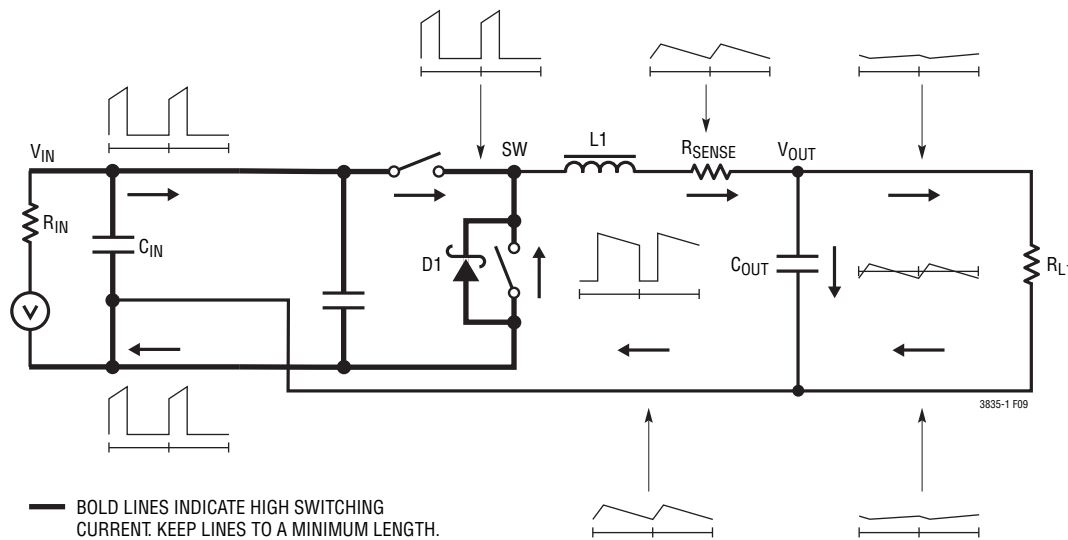 SW
L1
RSENSE
VOUT
VIN
RIN
CIN
D1
COUT
RL1
V
3835-1 F09
BOLD LINES INDICATE HIGH SWITCHING
CURRENT. KEEP LINES TO A MINIMUM LENGTH.